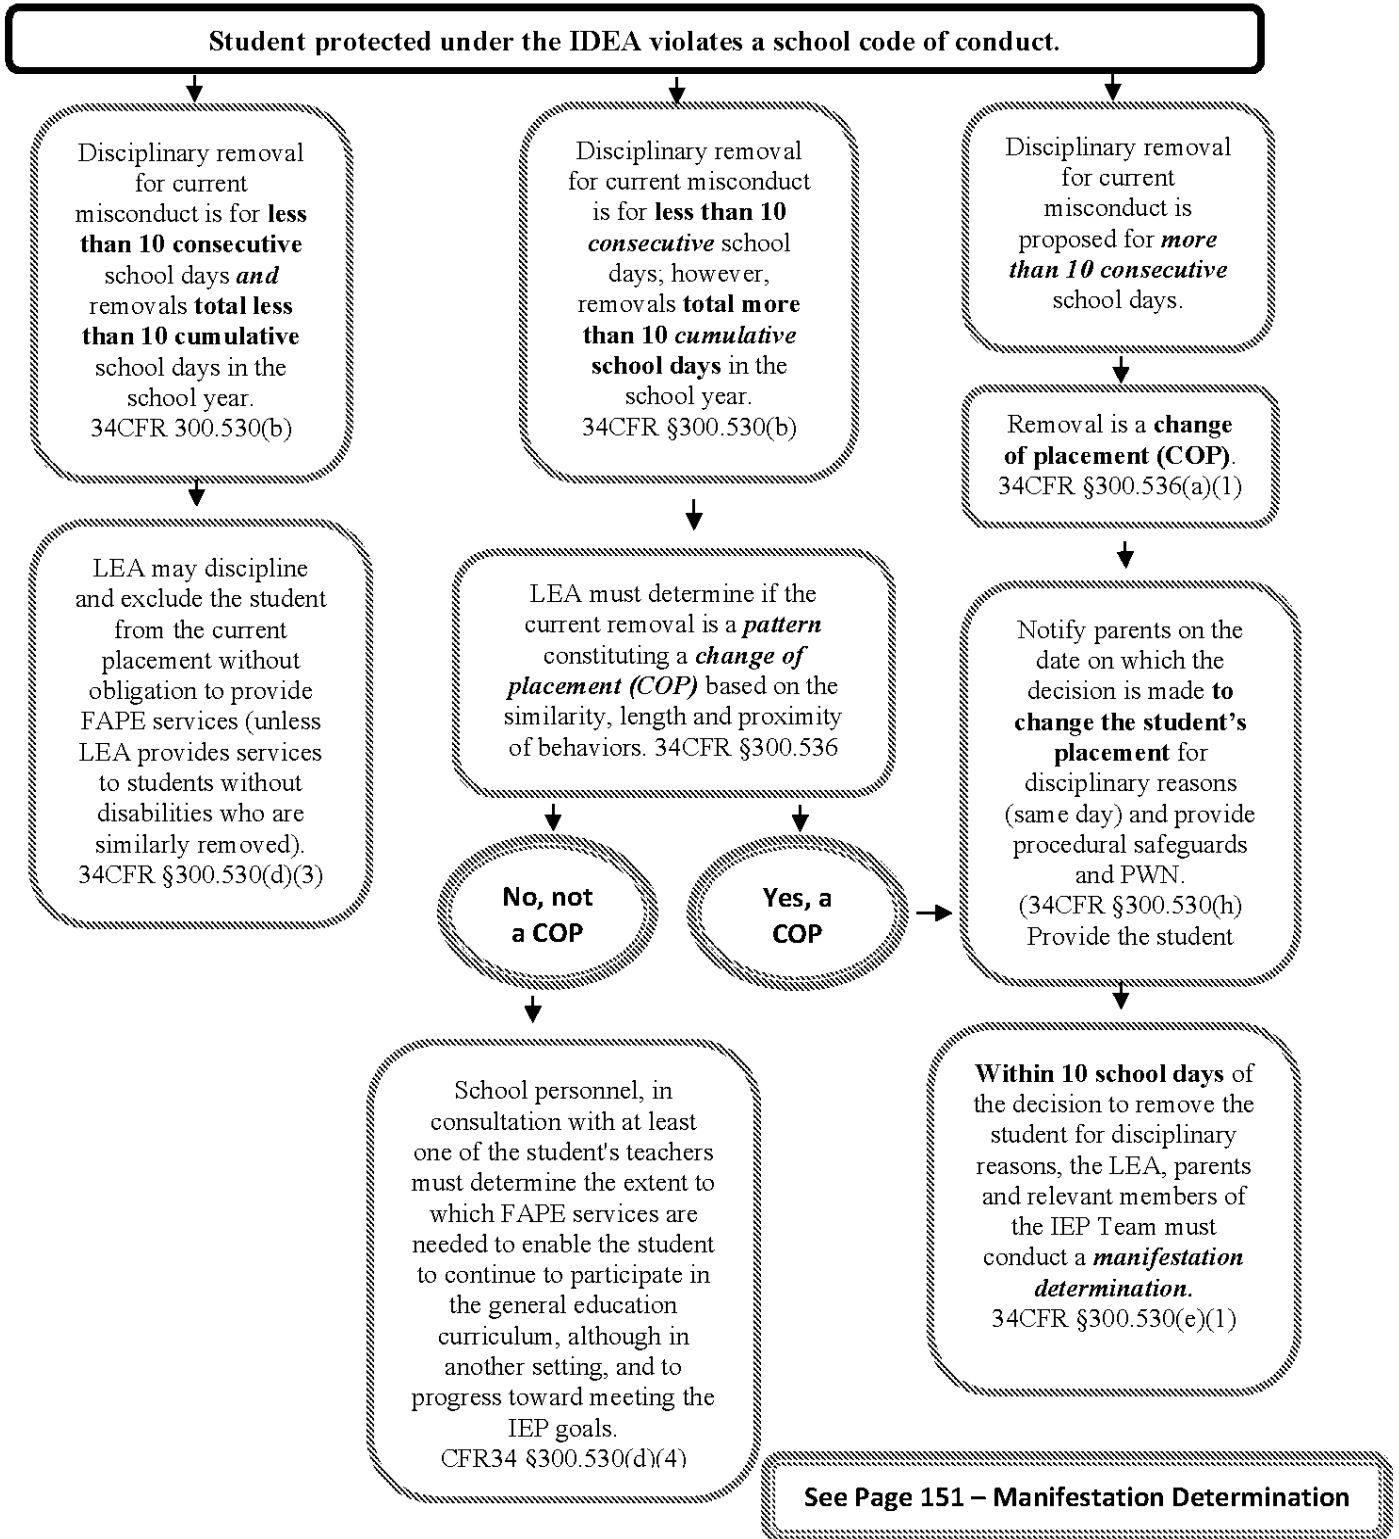 Student protected under the IDEA violates a school code of conduct.
Disciplinary removal
for current
misconduct is for less
than 10 consecutive
school days and
removals total less
than 10 cumulative
school days in the
school year.
34CFR 300.530(b)
LEA may discipline
and exclude the student
from the current
placement without
obligation to provide
FAPE services (unless
LEA provides services
to students without
disabilities who are
similarly removed).
34CFR §300.530(d)(3)
Disciplinary removal
for current misconduct
is for less than 10
consecutive school
days; however,
removals total more
than 10 cumulative
school days in the
school year.
34CFR §300.530(b)
LEA must determine if the
current removal is a pattern
constituting a change of
placement (COP) based on the
similarity, length and proximity
of behaviors. 34CFR §300.536
No, not
a COP
Yes, a
COP
School personnel, in
consultation with at least
one of the student's teachers
must determine the extent to
which FAPE services are
needed to enable the student
to continue to participate in
the general education
curriculum, although in
another setting, and to
progress toward meeting the
IEP goals.
CFR34 §300.530(d)(4)
Disciplinary removal
for current
misconduct is
proposed for more
than 10 consecutive
school days.
Removal is a change
of placement (COP).
34CFR §300.536(a)(1)
Notify parents on the
date on which the
decision is made to
change the student’s
placement for
disciplinary reasons
(same day) and provide
procedural safeguards
and PWN.
(34CFR §300.530(h)
Provide the student
Within 10 school days of
the decision to remove the
student for disciplinary
reasons, the LEA, parents
and relevant members of
the IEP Team must
conduct a manifestation
determination.
34CFR §300.530(e)(1)
See Page 151 – Manifestation Determination